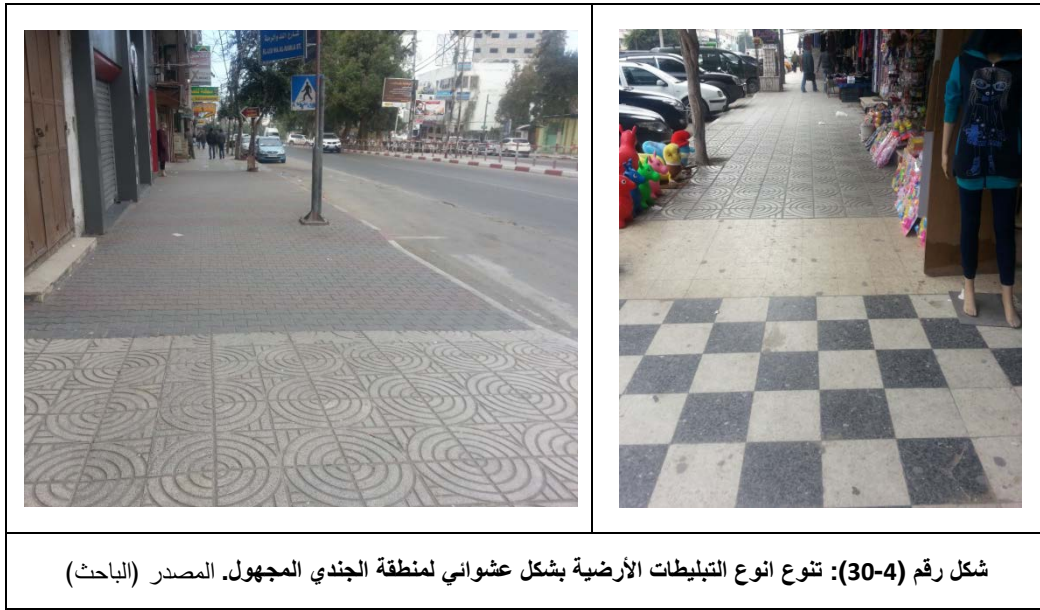 شكل رقم (30-4): تنوع انوع التبليطات الأرضية بشكل عشوائي لمنطقة الجندي المجهول. المصدر (الباحث)